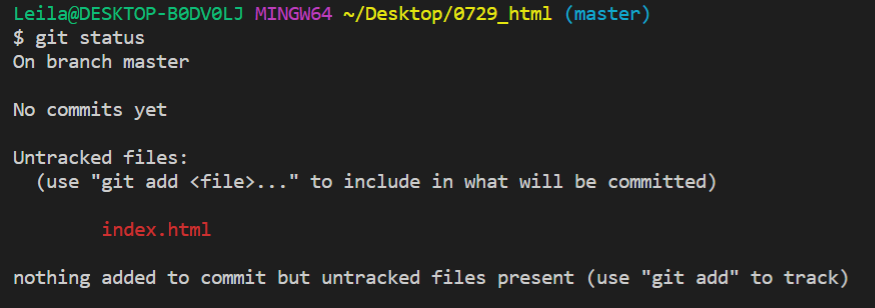 Leila@DESKTOP-B0DV0LJ MINGW64 ~/Desktop/0729_html (master)
$ git status
On branch master
No commits yet
Untracked files:
(use "git add <file>..." to include in what will be committed)
index.html
nothing added to commit but untracked files present (use "git add" to track)